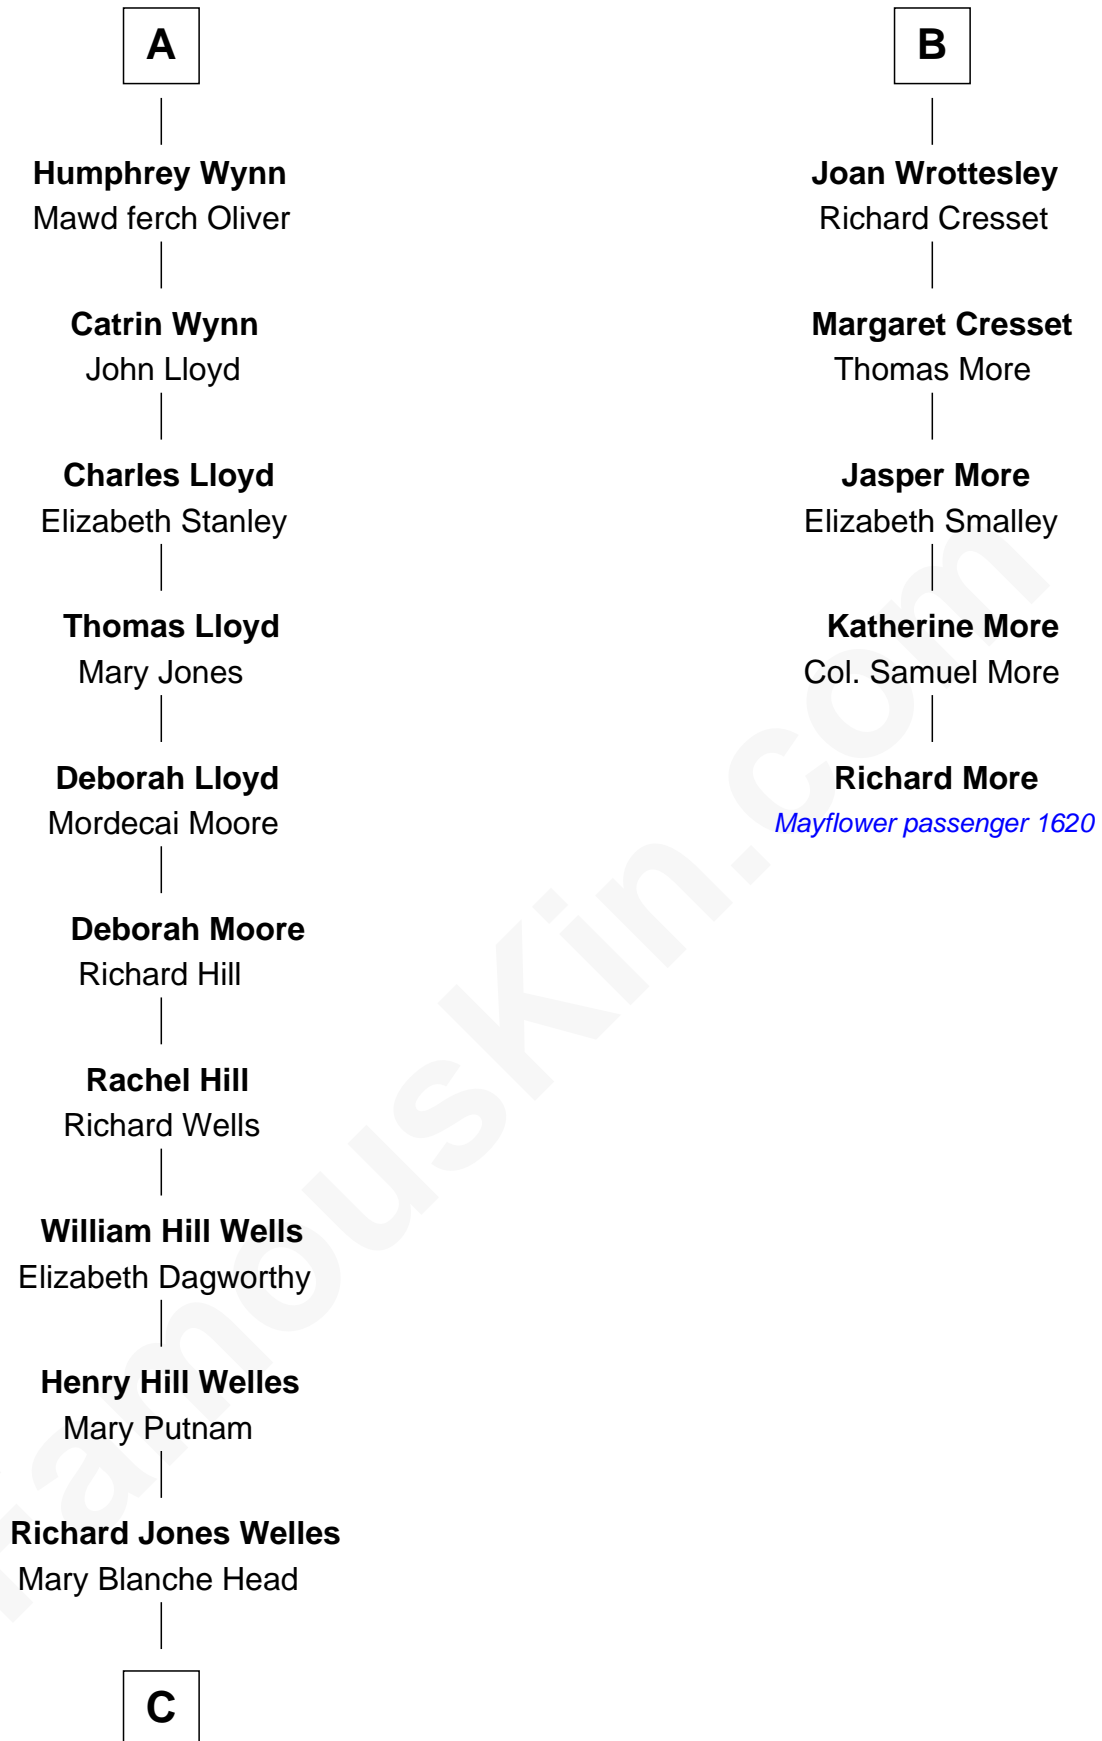 A
Humphrey Wynn
Mawd ferch Oliver
Catrin Wynn
John Lloyd
Charles Lloyd
Elizabeth Stanley
Thomas Lloyd
Mary Jones
Deborah Lloyd
Mordecai Moore
Deborah Moore
Richard Hill
Rachel Hill
Richard Wells
William Hill Wells
Elizabeth Dagworthy
Henry Hill Welles
Mary Putnam
Richard Jones Welles
Mary Blanche Head
C
B
Joan Wrottesley
Richard Cresset
Margaret Cresset
Thomas More
Jasper More
Elizabeth Smalley
Katherine More
Col. Samuel More
Richard More
Mayflower passenger 1620
FamousKin.com